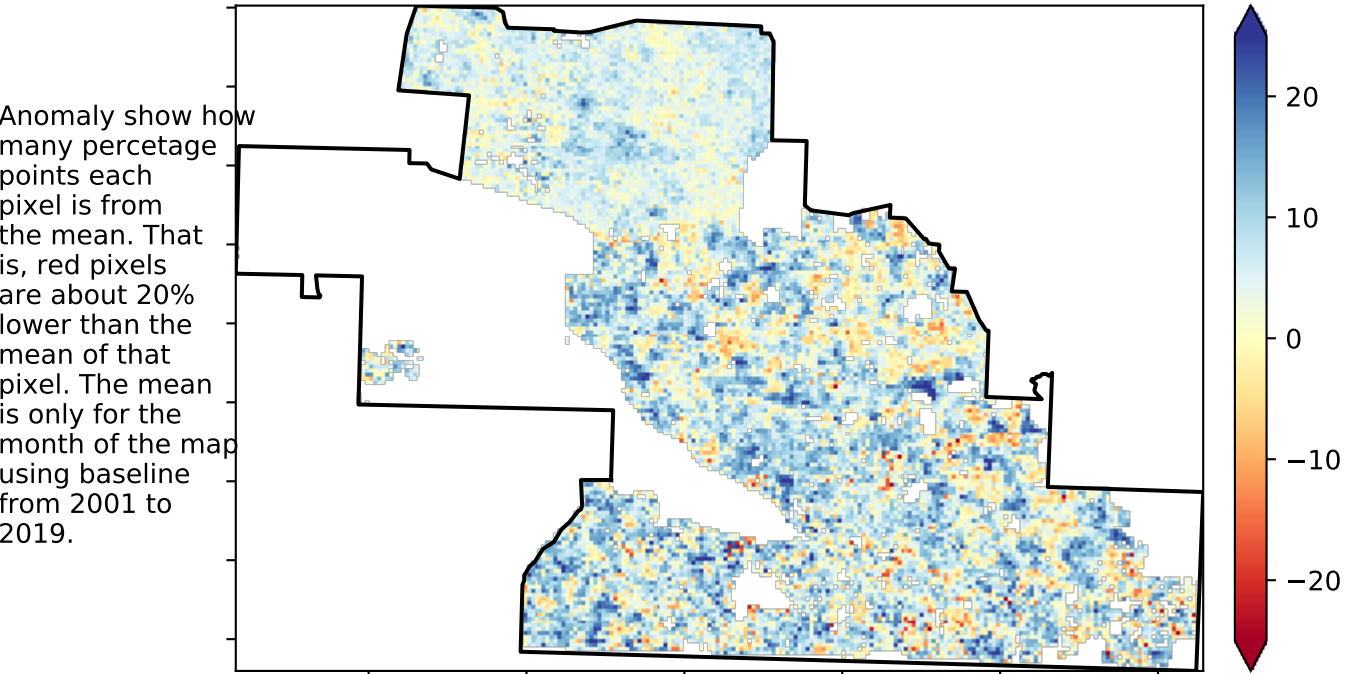 Anomaly show how
many percetage
points each
pixel is from
the mean. That
is, red pixels
are about 20%
lower than the
mean of that
pixel. The mean
is only for the
month of the map
using baseline
from 2001 to
2019.
20
10
0
−10
−20